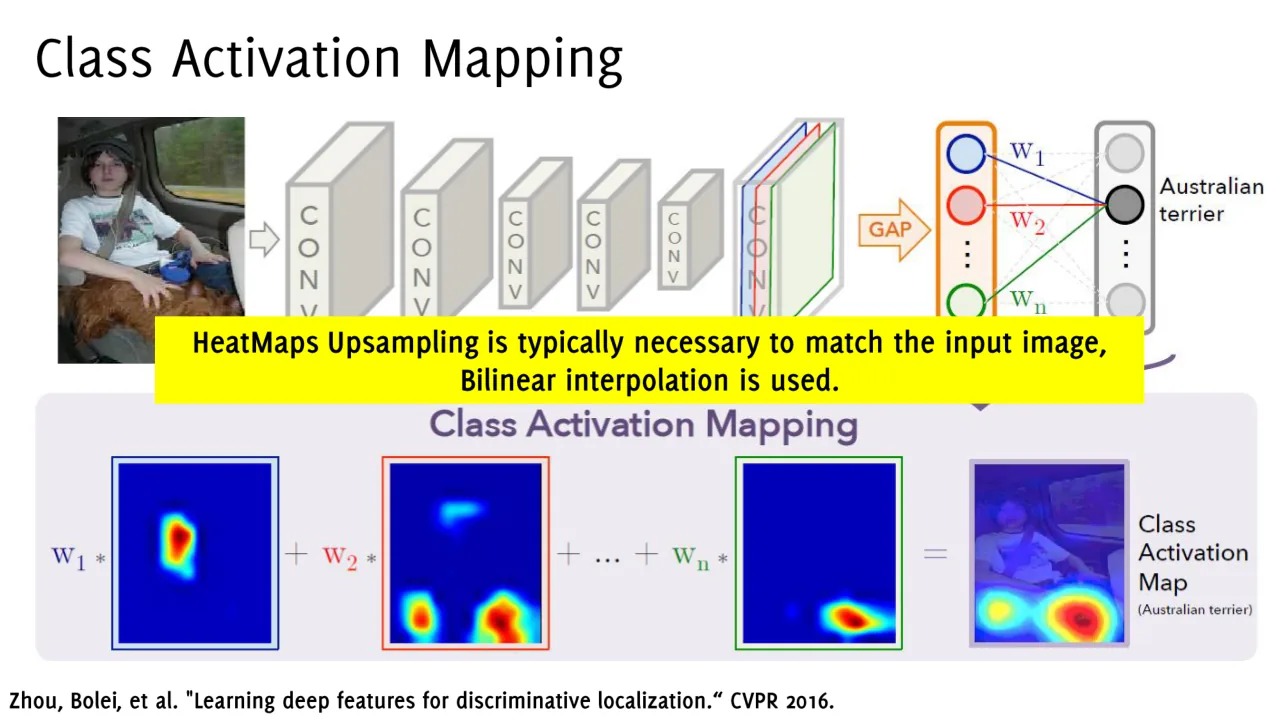 Class Activation Mapping
CONV
CONV
CONV
CONV
CONV
CONV
GAP
w1
w2
wn
Australian
terrier
HeatMaps Upsampling is typically necessary to match the input image,
Bilinear interpolation is used.
Class Activation Mapping
w1 * + w2 * + ... + wn * =
Class
Activation
Map
(Australian terrier)
Zhou, Bolei, et al. "Learning deep features for discriminative localization.“ CVPR 2016.